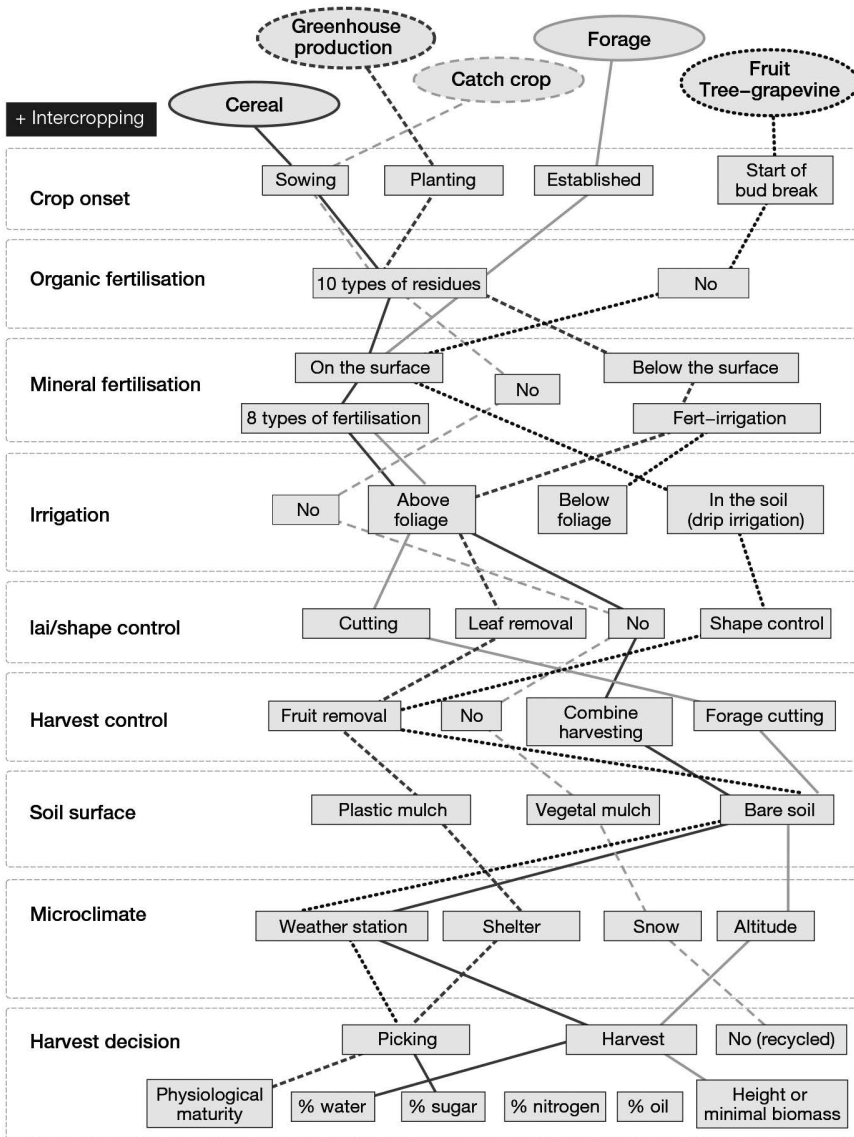 Greenhouse
production
Forage
Catch crop
Fruit
Tree–grapevine
Cereal
+ Intercropping
Crop onset
Sowing
Planting
Established
Start of
bud break
Organic fertilisation
10 types of residues
No
Mineral fertilisation
On the surface
No
Below the surface
8 types of fertilisation
Fert–irrigation
Irrigation
No
Above
foliage
Below
foliage
In the soil
(drip irrigation)
lai/shape control
Cutting
Leaf removal
No
Shape control
Harvest control
Fruit removal
No
Combine
harvesting
Forage cutting
Soil surface
Plastic mulch
Vegetal mulch
Bare soil
Microclimate
Weather station
Shelter
Snow
Altitude
Harvest decision
Picking
Harvest
No (recycled)
Physiological
maturity
% water
% sugar
% nitrogen
% oil
Height or
minimal biomass